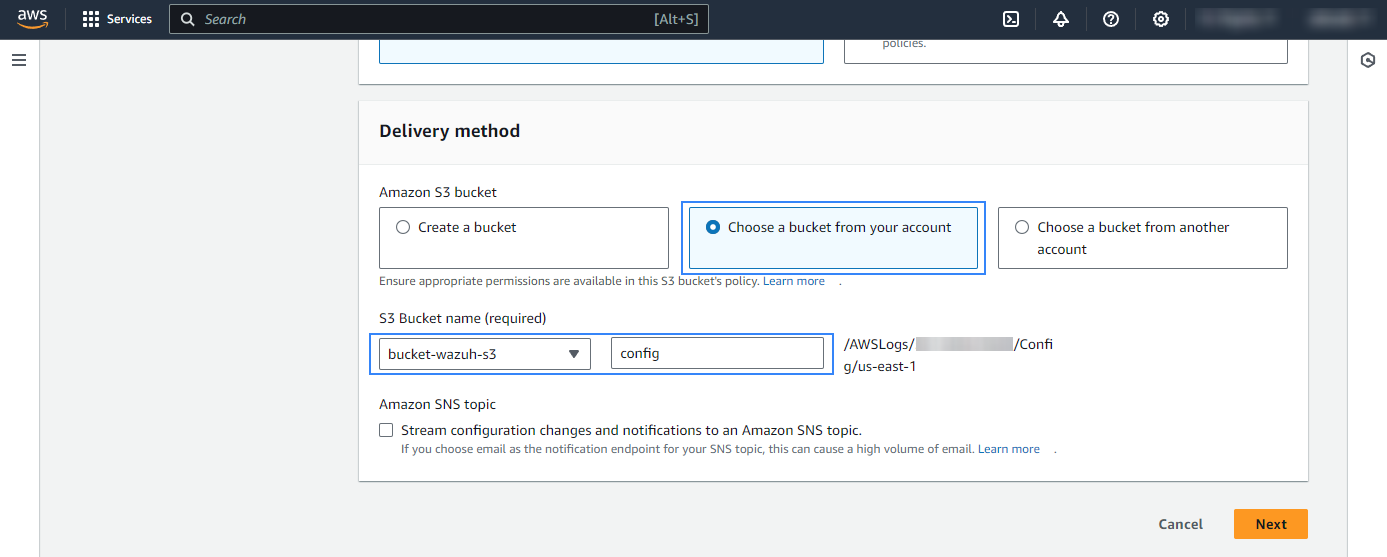 aws
Services
Search
[Alt+S]
policies.
Delivery method
Amazon S3 bucket
Create a bucket
Choose a bucket from your account
Choose a bucket from another
account
Ensure appropriate permissions are available in this S3 bucket's policy. Learn more .
S3 Bucket name (required)
bucket-wazuh-s3
config
/AWSLogs/ /Confi
g/us-east-1
Amazon SNS topic
Stream configuration changes and notifications to an Amazon SNS topic.
If you choose email as the notification endpoint for your SNS topic, this can cause a high volume of email. Learn more .
Cancel
Next